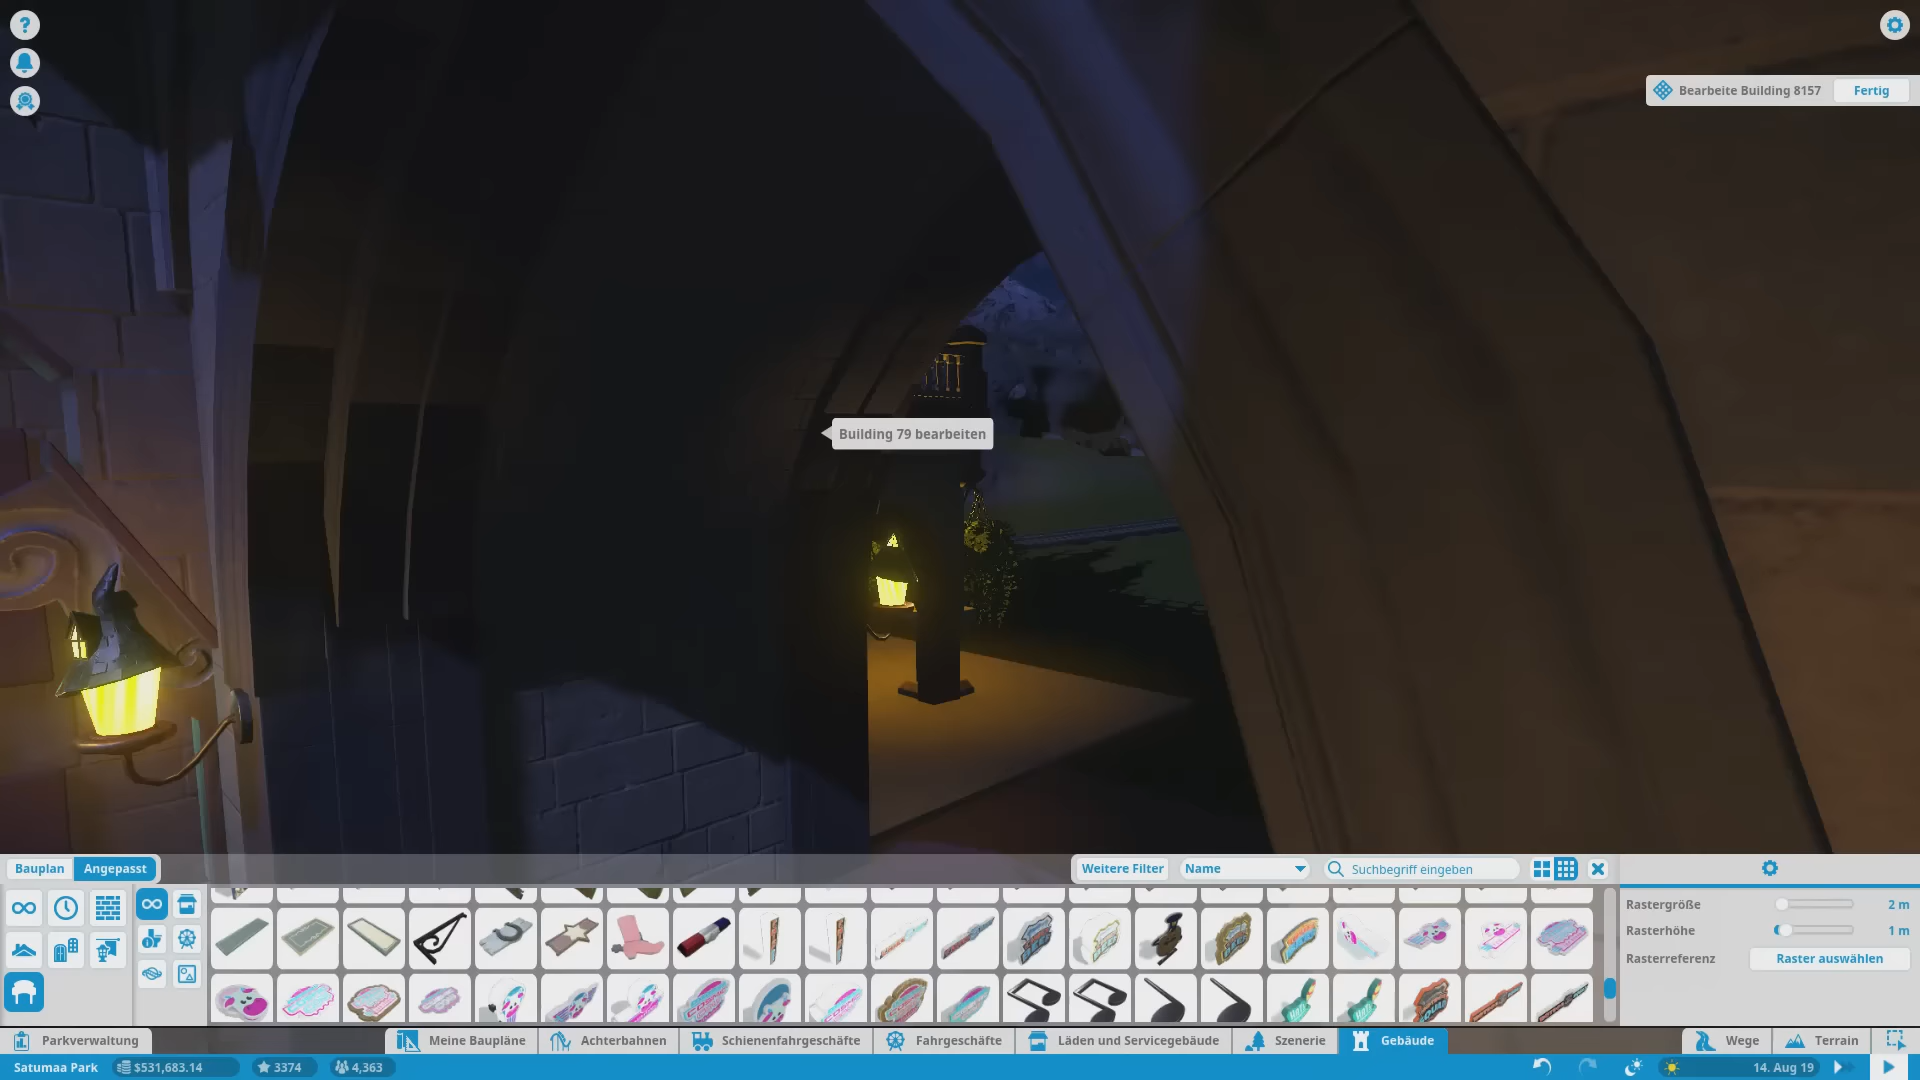 ?
Bearbeite Building 8157
Fertig
Building 79 bearbeiten
Bauplan
Angepasst
Weitere Filter
Name
Suchbegriff eingeben
Rastergröße
2 m
Rasterhöhe
1 m
Rasterreferenz
Raster auswählen
Parkverwaltung
Meine Baupläne
Achterbahnen
Schienenfahrgeschäfte
Fahrgeschäfte
Läden und Servicegebäude
Szenerie
Gebäude
Wege
Terrain
Satumaa Park
$531,683.14
3374
4,363
14. Aug 19